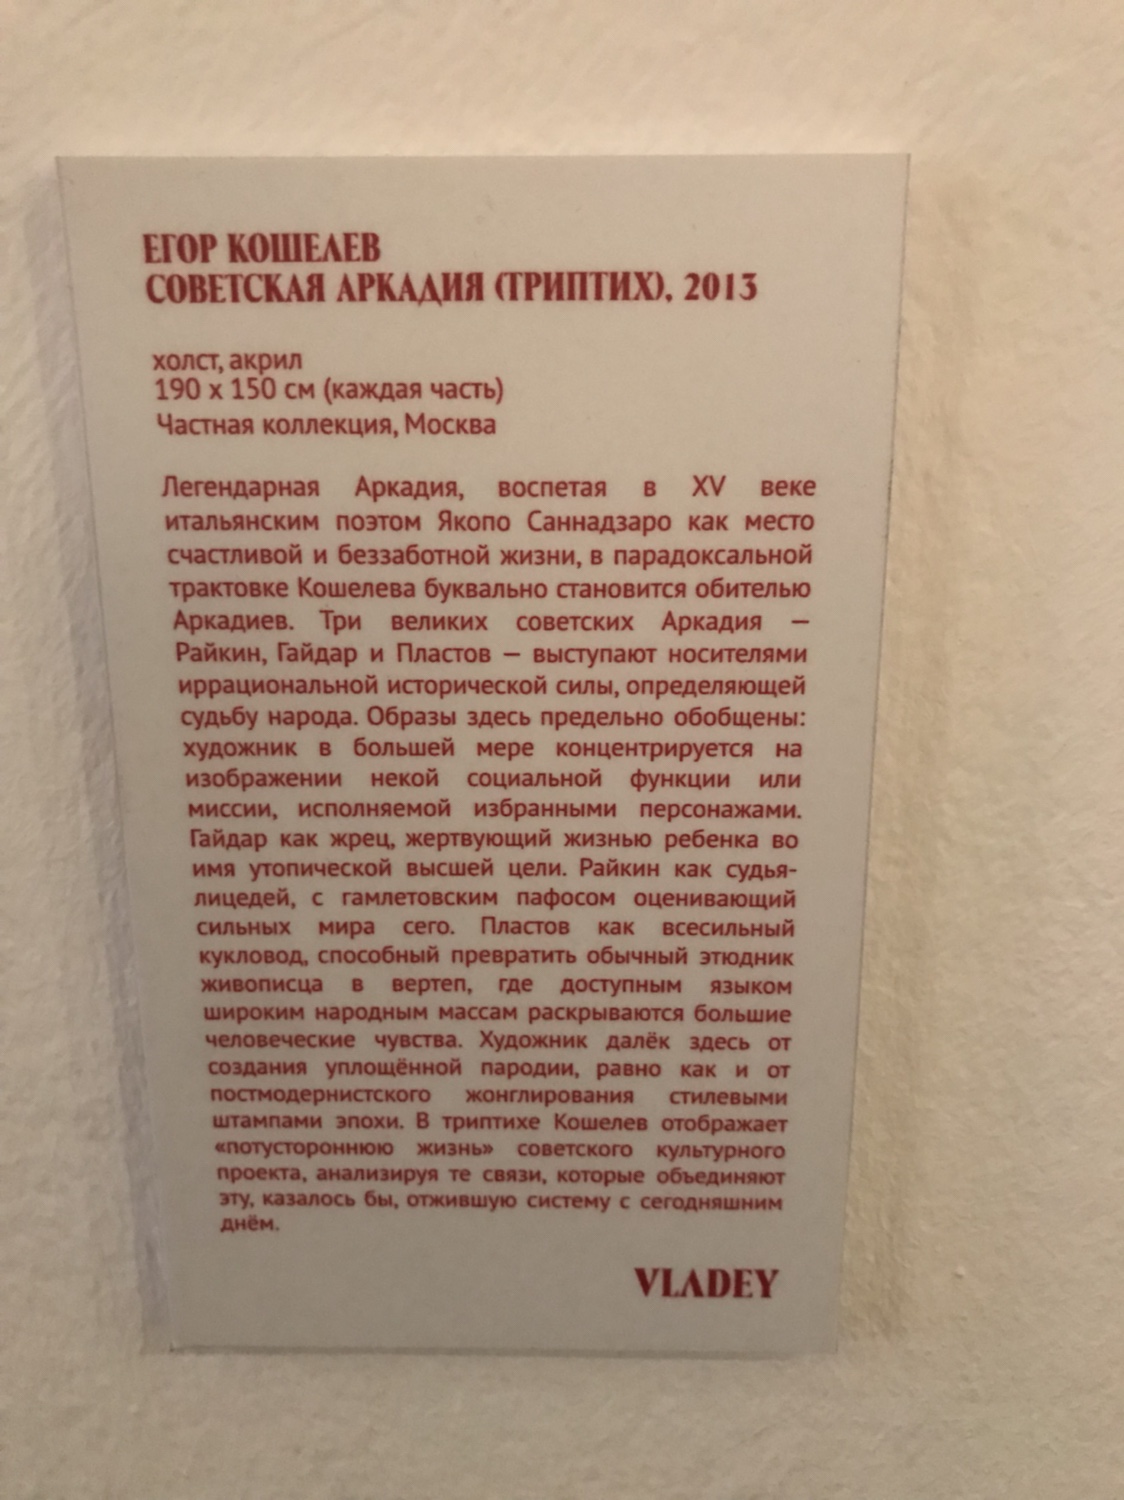 ЕГОР КОШЕЛЕВ
СОВЕТСКАЯ АРКАДИЯ (ТРИПТИХ), 2013
холст, акрил
190 х 150 см (каждая часть)
Частная коллекция, Москва
Легендарная Аркадия, воспетая в XV веке
итальянским поэтом Якопо Саннадзаро как место
счастливой и беззаботной жизни, в парадоксальной
трактовке Кошелева буквально становится обителью
Аркадиев. Три великих советских Аркадия —
Райкин, Гайдар и Пластов — выступают носителями
иррациональной исторической силы, определяющей
судьбу народа. Образы здесь предельно обобщены:
художник в большей мере концентрируется на
изображении некой социальной функции или
миссии, исполняемой избранными персонажами.
Гайдар как жрец, жертвующий жизнью ребенка во
имя утопической высшей цели. Райкин как судья-
лицедей, с гамлетовским пафосом оценивающий
сильных мира сего. Пластов как всесильный
кукловод, способный превратить обычный этюдник
живописца в вертеп, где доступным языком
широким народным массам раскрываются большие
человеческие чувства. Художник далёк здесь от
создания уплощённой пародии, равно как и от
постмодернистского жонглирования стилевыми
штампами эпохи. В триптихе Кошелев отображает
«потустороннюю жизнь» советского культурного
проекта, анализируя те связи, которые объединяют
эту, казалось бы, отжившую систему с сегодняшним
днём.
VLADEY